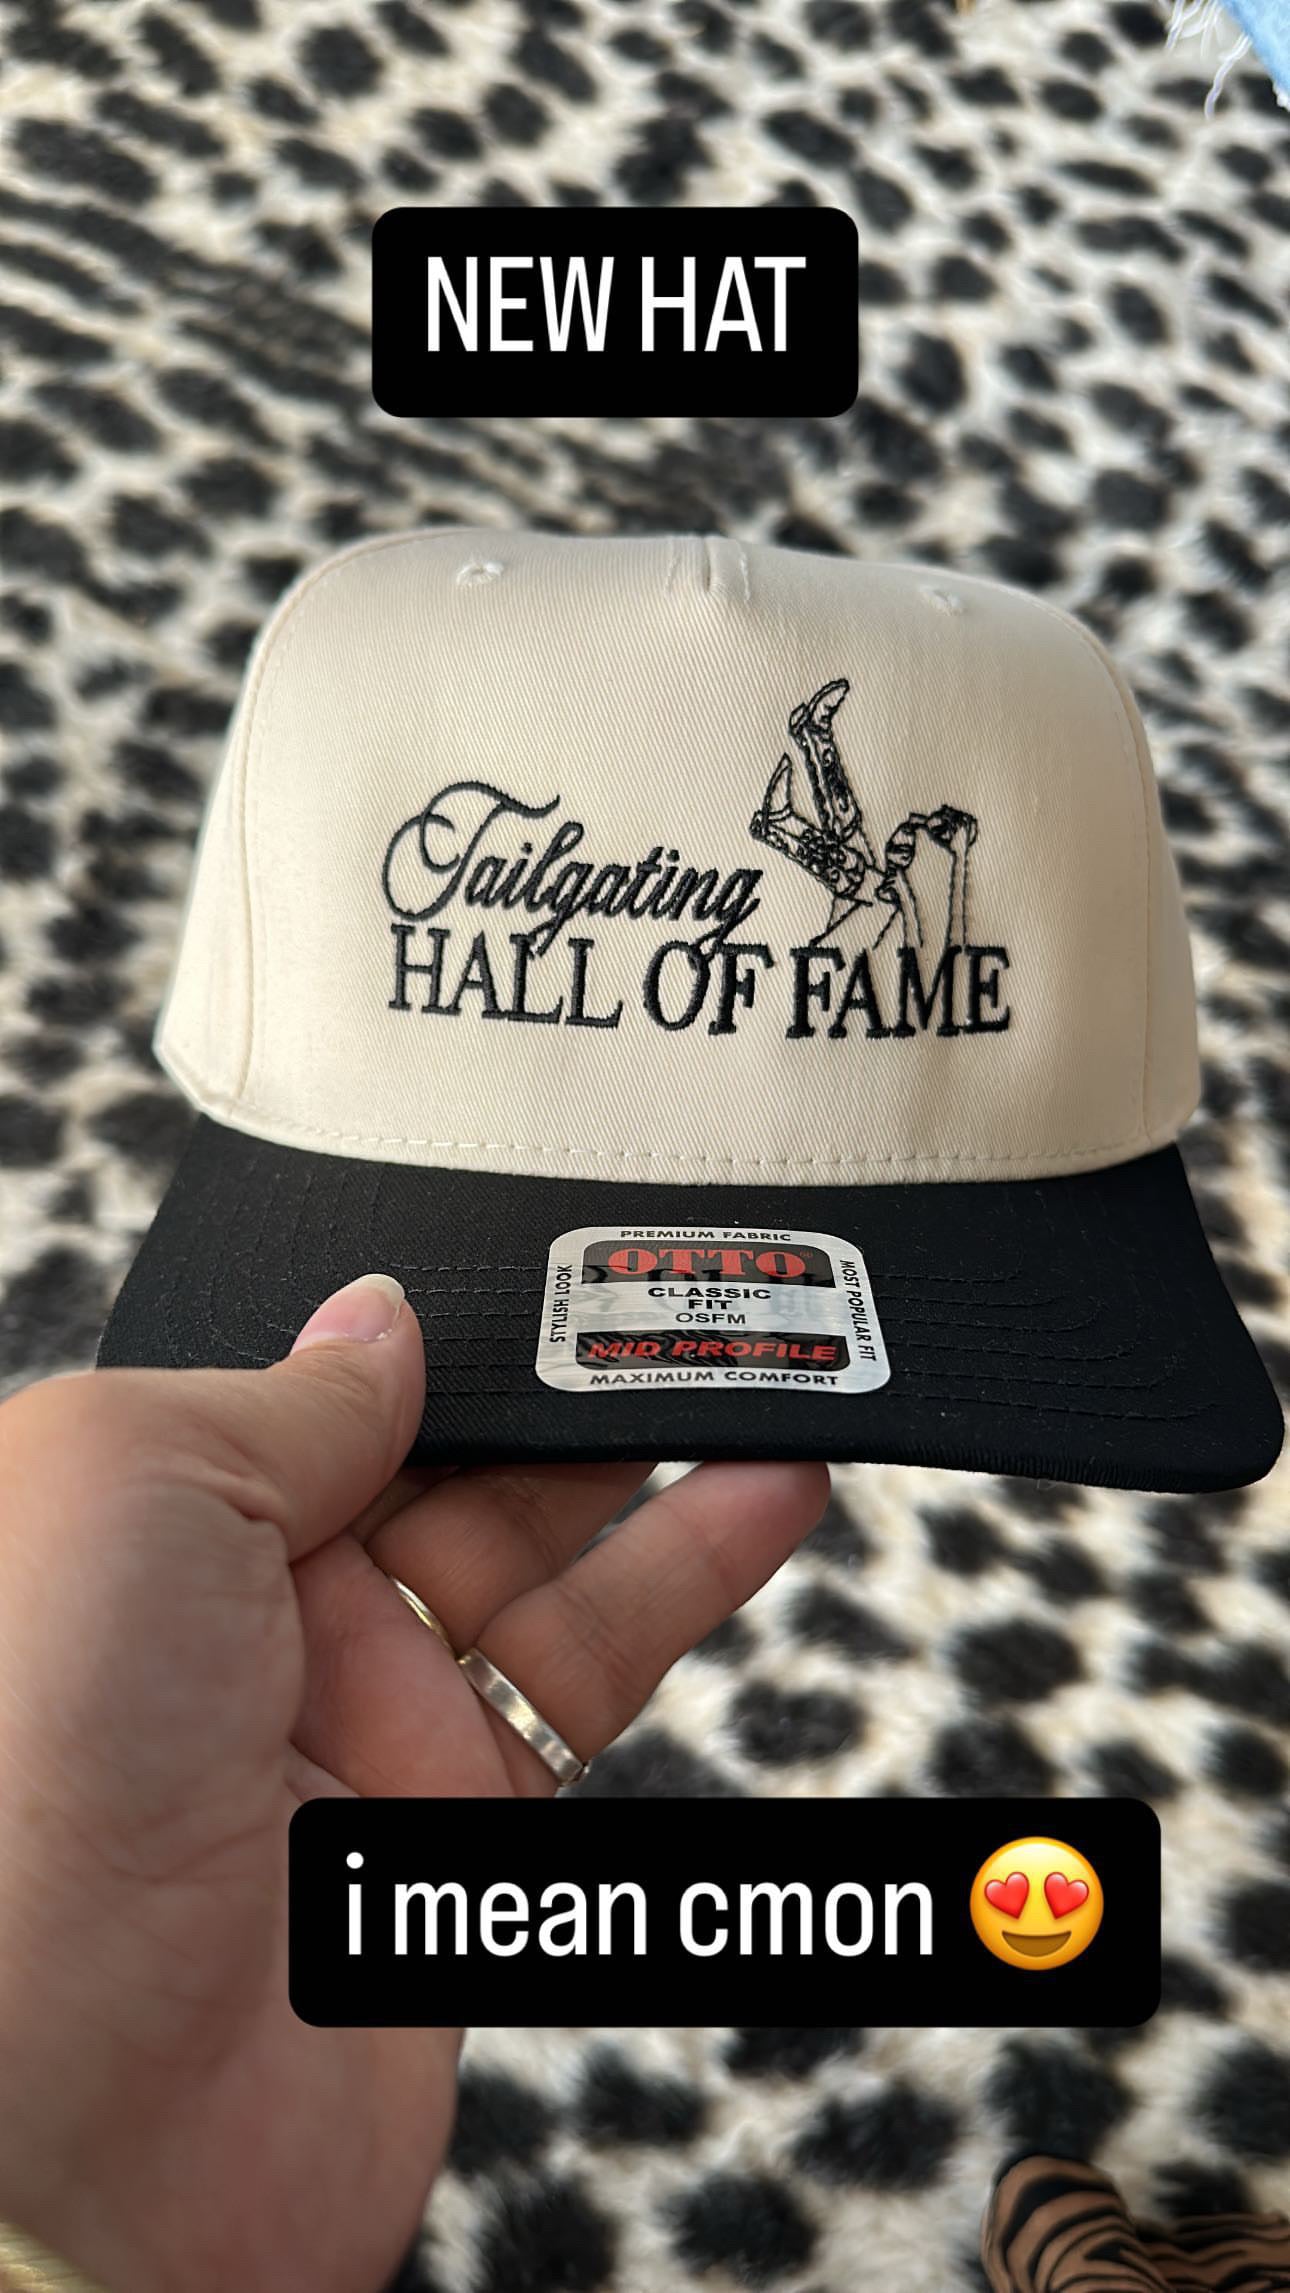 NEW HAT
Tailgating
HALL OF FAME
PREMIUM FABRIC
STYLISH LOOK
OTTO®
CLASSIC
FIT
OSFM
MID PROFILE
MOST POPULAR FIT
MAXIMUM COMFORT
i mean cmon 😍